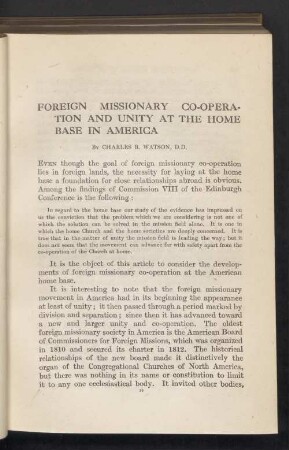 FOREIGN MISSIONARY CO-OPERA-
TION AND UNITY AT THE HOME
BASE IN AMERICA
By CHARLES R. WATSON, D.D.
EVEN though the goal of foreign missionary co-operation
lies in foreign lands, the necessity for laying at the home
base a foundation for close relationships abroad is obvious.
Among the findings of Commission VIII of the Edinburgh
Conference is the following:
In regard to the home base our study of the evidence has impressed on
us the conviction that the problem which we are considering is not one of
which the solution can be solved in the mission field alone. It is one in
which the home Church and the home societies are deeply concerned. It is
true that in the matter of unity the mission field is leading the way; but it
does not seem that the movement can advance far with safety apart from the
co-operation of the Church at home.
It is the object of this article to consider the develop-
ments of foreign missionary co-operation at the American
home base.
It is interesting to note that the foreign missionary
movement in America had in its beginning the appearance
at least of unity; it then passed through a period marked by
division and separation; since then it has advanced toward
a new and larger unity and co-operation. The oldest
foreign missionary society in America is the American Board
of Commissioners for Foreign Missions, which was organized
in 1810 and secured its charter in 1812. The historical
relationships of the new board made it distinctively the
organ of the Congregational Churches of North America,
but there was nothing in its name or constitution to limit
it to any one ecclesiastical body. It invited other bodies,